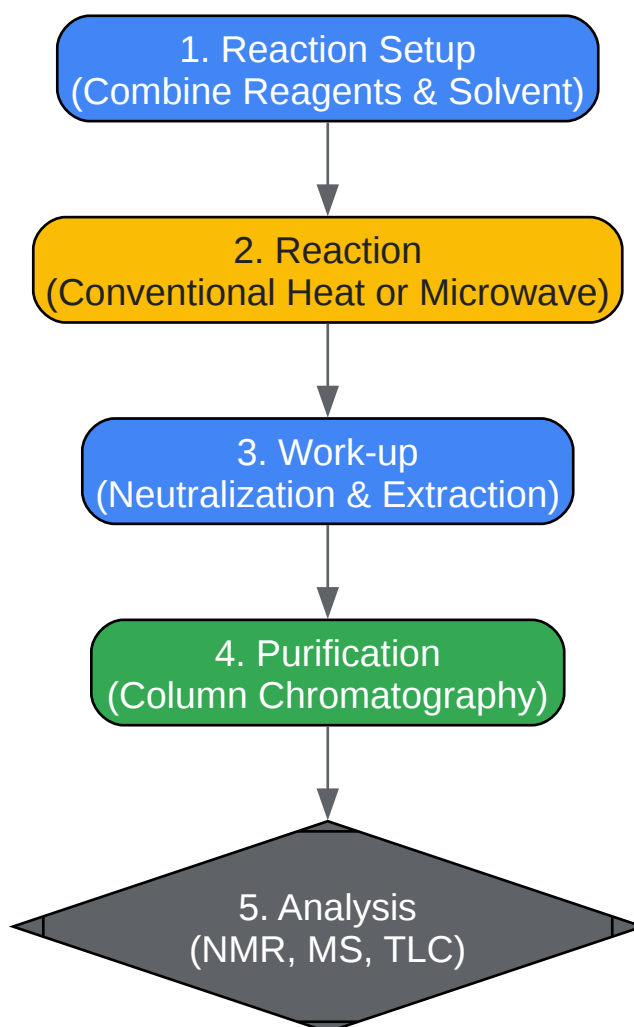 1. Reaction Setup
(Combine Reagents & Solvent)
2. Reaction
(Conventional Heat or Microwave)
3. Work-up
(Neutralization & Extraction)
4. Purification
(Column Chromatography)
5. Analysis
(NMR, MS, TLC)